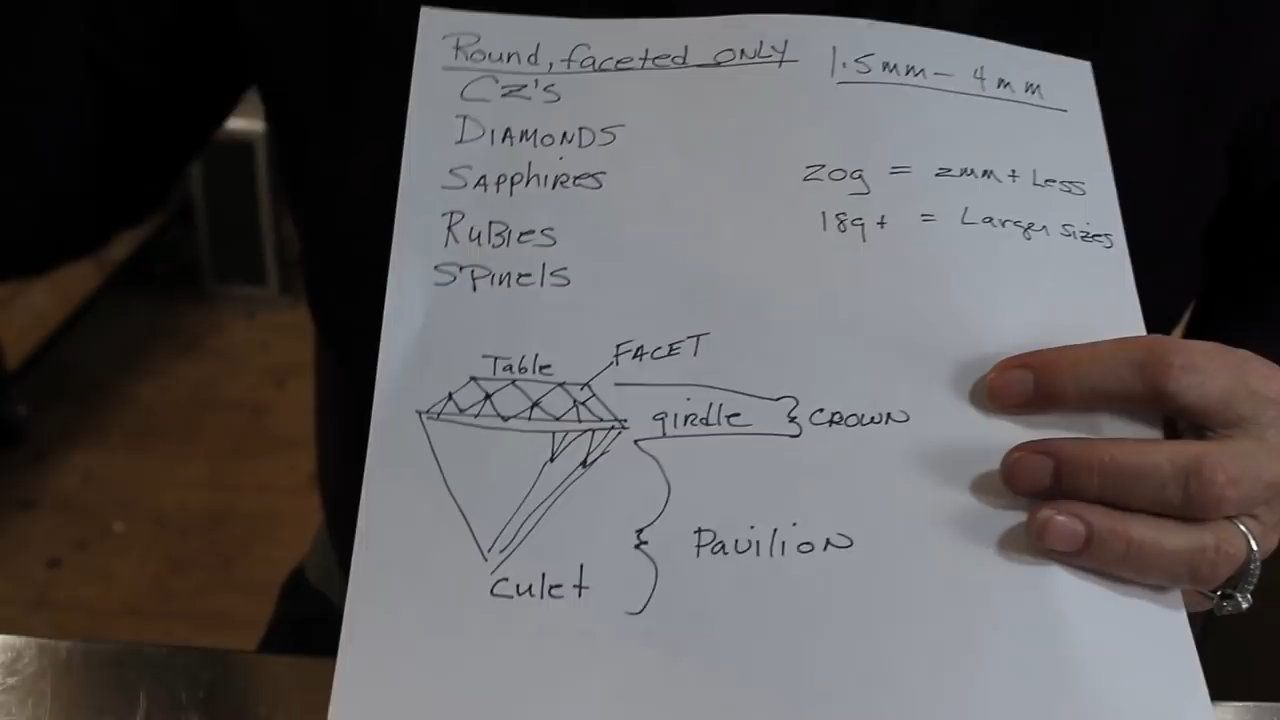 Round, faceted ONLY
1.5mm - 4mm
CZ's
DIAMONDS
SAPPHIRES
RUBIES
SPINELS
20g = 2mm + Less
18g + = Larger sizes
Table
FACET
girdle
CROWN
Pavilion
Culet